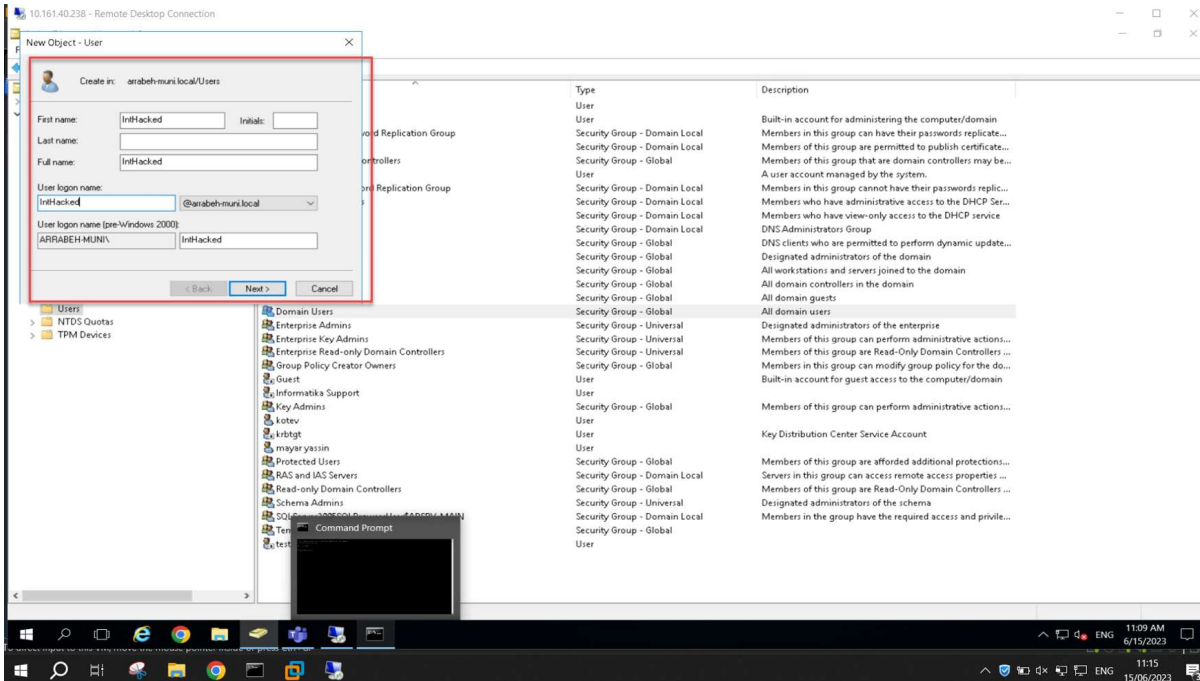 10.161.40.238 - Remote Desktop Connection
New Object - User
Create in: arrabeh-muni.local/Users
First name: IntHacked Initials:
Last name:
Full name: IntHacked
User logon name:
IntHacked @arrabeh-muni.local
User logon name (pre-Windows 2000):
ARRABEH-MUNI\ IntHacked
< Back Next > Cancel
Users
NTDS Quotas
TPM Devices
Type Description
User
User Built-in account for administering the computer/domain
Replication Group Security Group - Domain Local Members in this group can have their passwords replicate...
Security Group - Domain Local Members of this group are permitted to publish certificate...
Security Group - Global Members of this group that are domain controllers may be...
User A user account managed by the system.
Replication Group Security Group - Domain Local Members in this group cannot have their passwords replic...
Security Group - Domain Local Members who have administrative access to the DHCP Ser...
Security Group - Domain Local Members who have view-only access to the DHCP service
Security Group - Domain Local DNS Administrators Group
Security Group - Global DNS clients who are permitted to perform dynamic update...
Security Group - Global Designated administrators of the domain
Security Group - Global All workstations and servers joined to the domain
Security Group - Global All domain controllers in the domain
Security Group - Global All domain guests
Domain Users Security Group - Global All domain users
Enterprise Admins Security Group - Universal Designated administrators of the enterprise
Enterprise Key Admins Security Group - Universal Members of this group can perform administrative actions...
Enterprise Read-only Domain Controllers Security Group - Universal Members of this group are Read-Only Domain Controllers ...
Group Policy Creator Owners Security Group - Global Members in this group can modify group policy for the do...
Guest User Built-in account for guest access to the computer/domain
Informatika Support User
Key Admins Security Group - Global Members of this group can perform administrative actions...
kotev User
krbtgt User Key Distribution Center Service Account
mayar yassin User
Protected Users Security Group - Global Members of this group are afforded additional protections...
RAS and IAS Servers Security Group - Domain Local Servers in this group can access remote access properties ...
Read-only Domain Controllers Security Group - Global Members of this group are Read-Only Domain Controllers ...
Schema Admins Security Group - Universal Designated administrators of the schema
Security Group - Domain Local Members in the group have the required access and privile...
Security Group - Global
test User
Command Prompt
ENG 11:09 AM
6/15/2023
ENG 11:15
15/06/2023